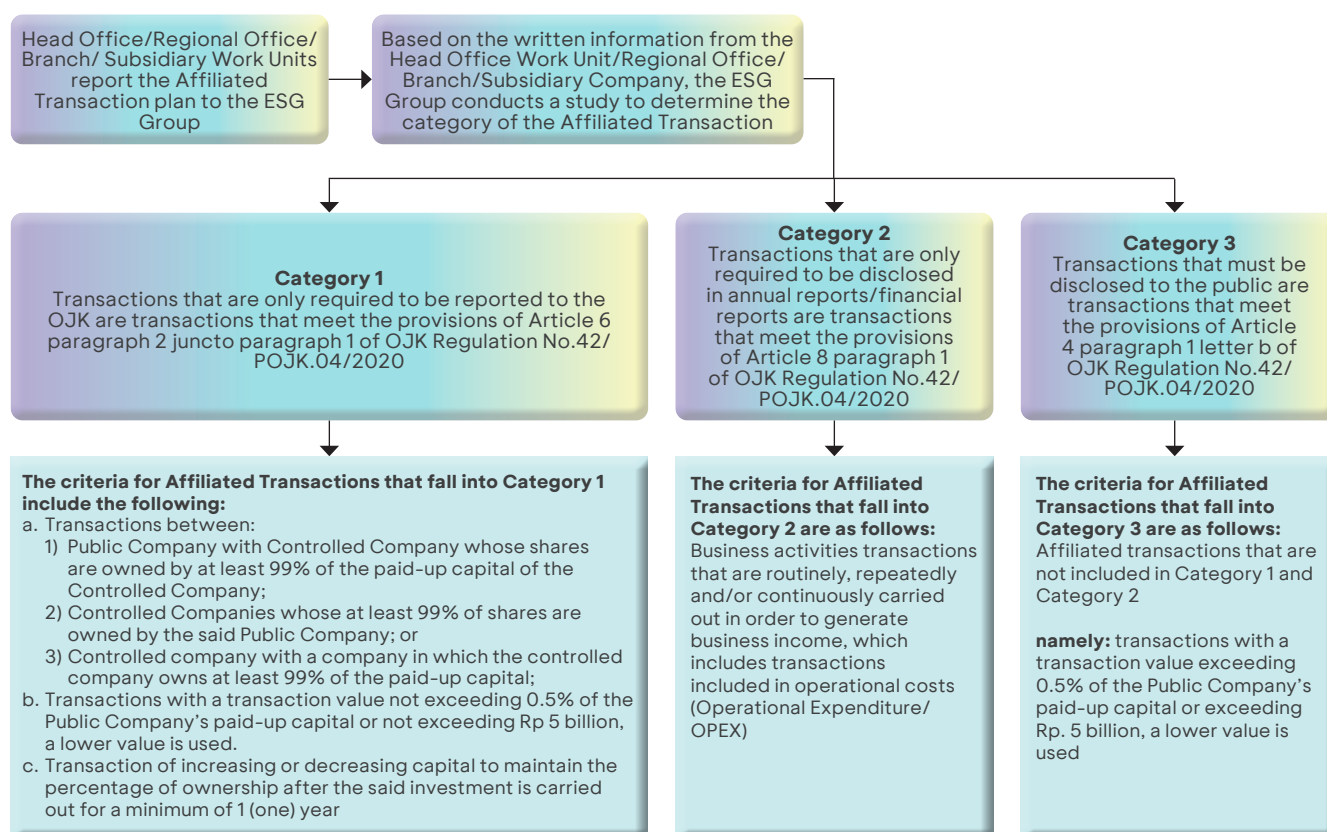 Head Office/Regional Office/
Branch/ Subsidiary Work Units
report the Affiliated
Transaction plan to the ESG
Group
Based on the written information from the
Head Office Work Unit/Regional Office/
Branch/Subsidiary Company, the ESG
Group conducts a study to determine the
category of the Affiliated Transaction
Category 1
Transactions that are only required to be reported to the
OJK are transactions that meet the provisions of Article 6
paragraph 2 juncto paragraph 1 of OJK Regulation No.42/
POJK.04/2020
Category 2
Transactions that are only
required to be disclosed
in annual reports/financial
reports are transactions
that meet the provisions
of Article 8 paragraph 1
of OJK Regulation No.42/
POJK.04/2020
Category 3
Transactions that must be
disclosed to the public are
transactions that meet
the provisions of Article
4 paragraph 1 letter b of
OJK Regulation No.42/
POJK.04/2020
The criteria for Affiliated Transactions that fall into Category 1
include the following:
a. Transactions between:
1) Public Company with Controlled Company whose shares
are owned by at least 99% of the paid-up capital of the
Controlled Company;
2) Controlled Companies whose at least 99% of shares are
owned by the said Public Company; or
3) Controlled company with a company in which the controlled
company owns at least 99% of the paid-up capital;
b. Transactions with a transaction value not exceeding 0.5% of the
Public Company's paid-up capital or not exceeding Rp 5 billion,
a lower value is used.
c. Transaction of increasing or decreasing capital to maintain the
percentage of ownership after the said investment is carried
out for a minimum of 1 (one) year
The criteria for Affiliated
Transactions that fall into
Category 2 are as follows:
Business activities transactions
that are routinely, repeatedly
and/or continuously carried
out in order to generate
business income, which
includes transactions
included in operational costs
(Operational Expenditure/
OPEX)
The criteria for Affiliated
Transactions that fall into
Category 3 are as follows:
Affiliated transactions that are
not included in Category 1 and
Category 2
namely: transactions with a
transaction value exceeding
0.5% of the Public Company's
paid-up capital or exceeding
Rp. 5 billion, a lower value is
used